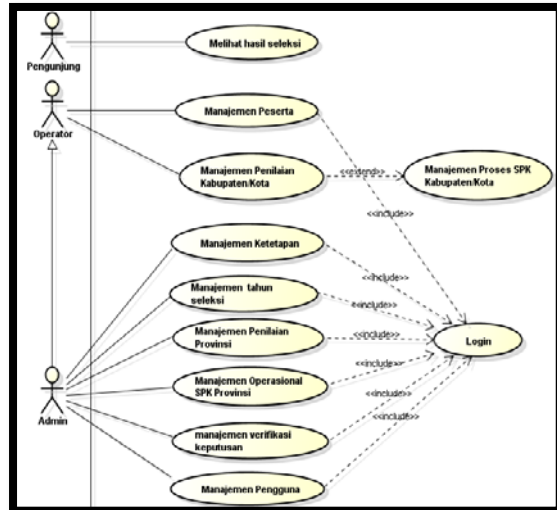 Melihat hasil seleksi
Pengunjung
Manajemen Peserta
Operator
Manajemen Penilaian
Kabupaten/Kota
<<extend>>
Manajemen Proses SPK
Kabupaten/Kota
<<include>>
Manajemen Ketetapan
<<include>>
Manajemen tahun
seleksi
<<include>>
Manajemen Penilaian
Provinsi
<<include>>
Login
Manajemen Operasional
SPK Provinsi
<<include>>
Admin
manajemen verifikasi
keputusan
<<include>>
Manajemen Pengguna
<<include>>